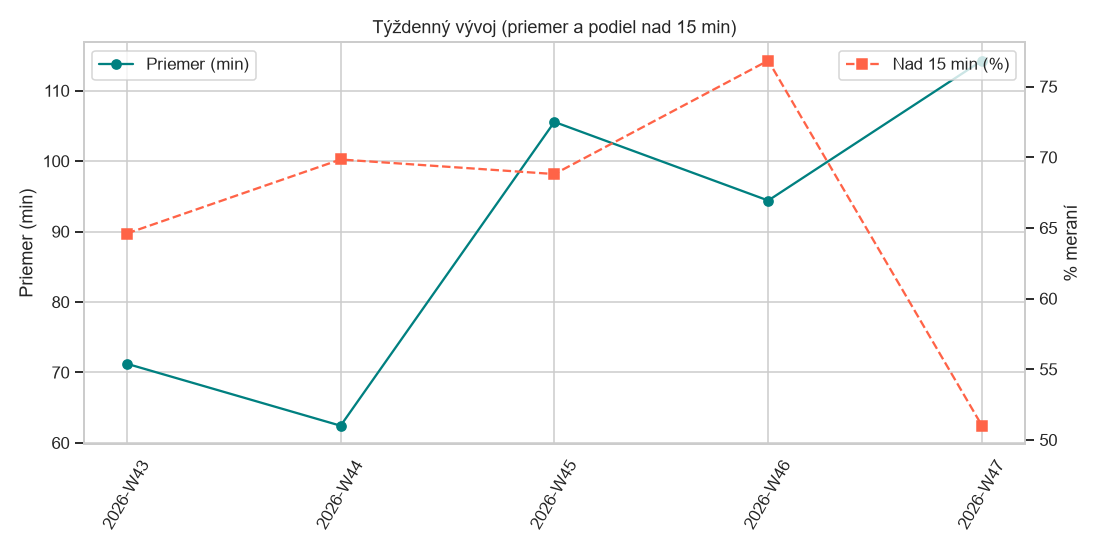 Týždenný vývoj (priemer a podiel nad 15 min)
Priemer (min)
Nad 15 min (%)
Priemer (min)
110
100
90
80
70
60
75
70
65
60
55
50
% meraní
2026-W43
2026-W44
2026-W45
2026-W46
2026-W47